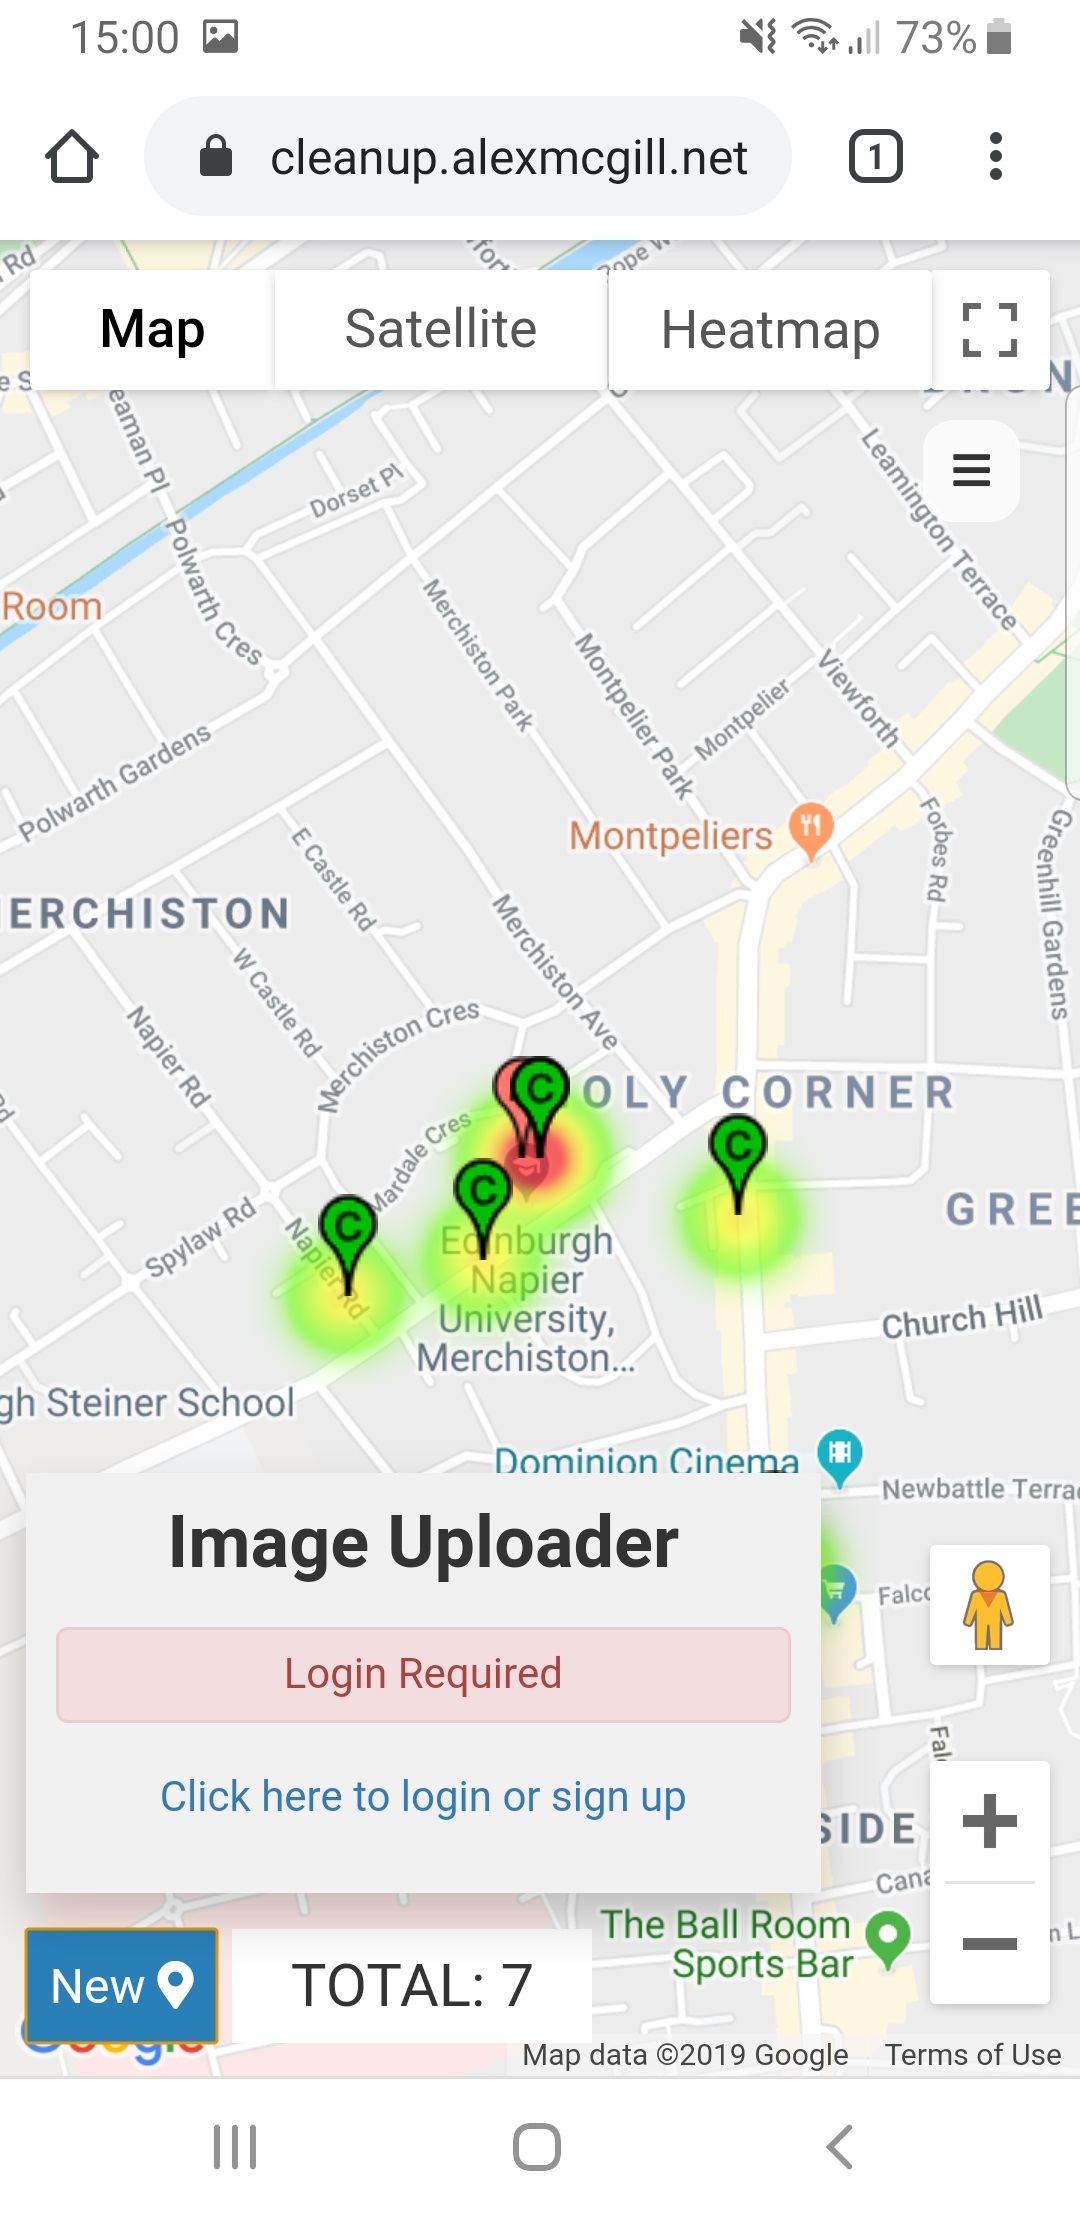 15:00
73%
cleanup.alexmcgill.net
1
Rd
Map
Satellite
Heatmap
Dorset Pl
Leamington Terrace
Polwarth Cres
Room
Merchiston Park
Montpelier Park
Montpelier
Viewforth
Polwarth Gardens
Montpeliers
E Castle Rd
Forbes Rd
Greenhill Gardens
ERCHISTON
Merchiston Ave
W Castle Rd
Napier Rd
Merchiston Cres
C
OLY CORNER
C
Mardale Cres
C
C
Spylaw Rd
Napier Rd
GREE
Edinburgh
Napier
University,
Merchiston...
Church Hill
gh Steiner School
Dominion Cinema
Newbattle Terra
Image Uploader
Falc
Login Required
Click here to login or sign up
SIDE
Cana
The Ball Room
Sports Bar
New
TOTAL: 7
Google
Map data ©2019 Google
Terms of Use